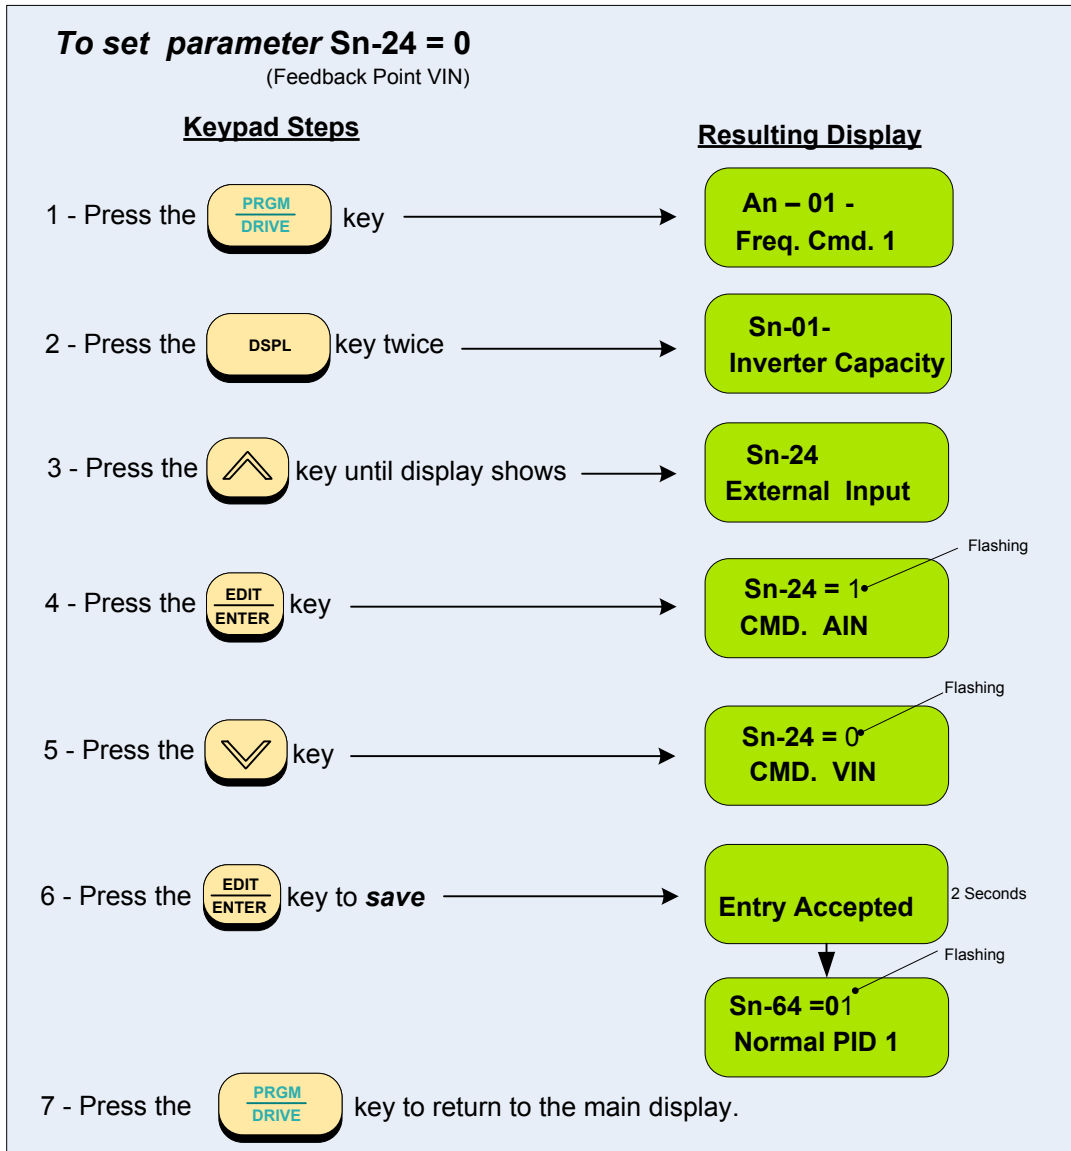 To set parameter Sn-24 = 0
(Feedback Point VIN)
Keypad Steps
Resulting Display
1 - Press the PRGM DRIVE key
An – 01 -
Freq. Cmd. 1
2 - Press the DSPL key twice
Sn-01-
Inverter Capacity
3 - Press the key until display shows
Sn-24
External Input
4 - Press the EDIT ENTER key
Flashing
Sn-24 = 1
CMD. AIN
5 - Press the key
Flashing
Sn-24 = 0
CMD. VIN
6 - Press the EDIT ENTER key to save
Entry Accepted
2 Seconds
Flashing
Sn-64 =01
Normal PID 1
7 - Press the PRGM DRIVE key to return to the main display.